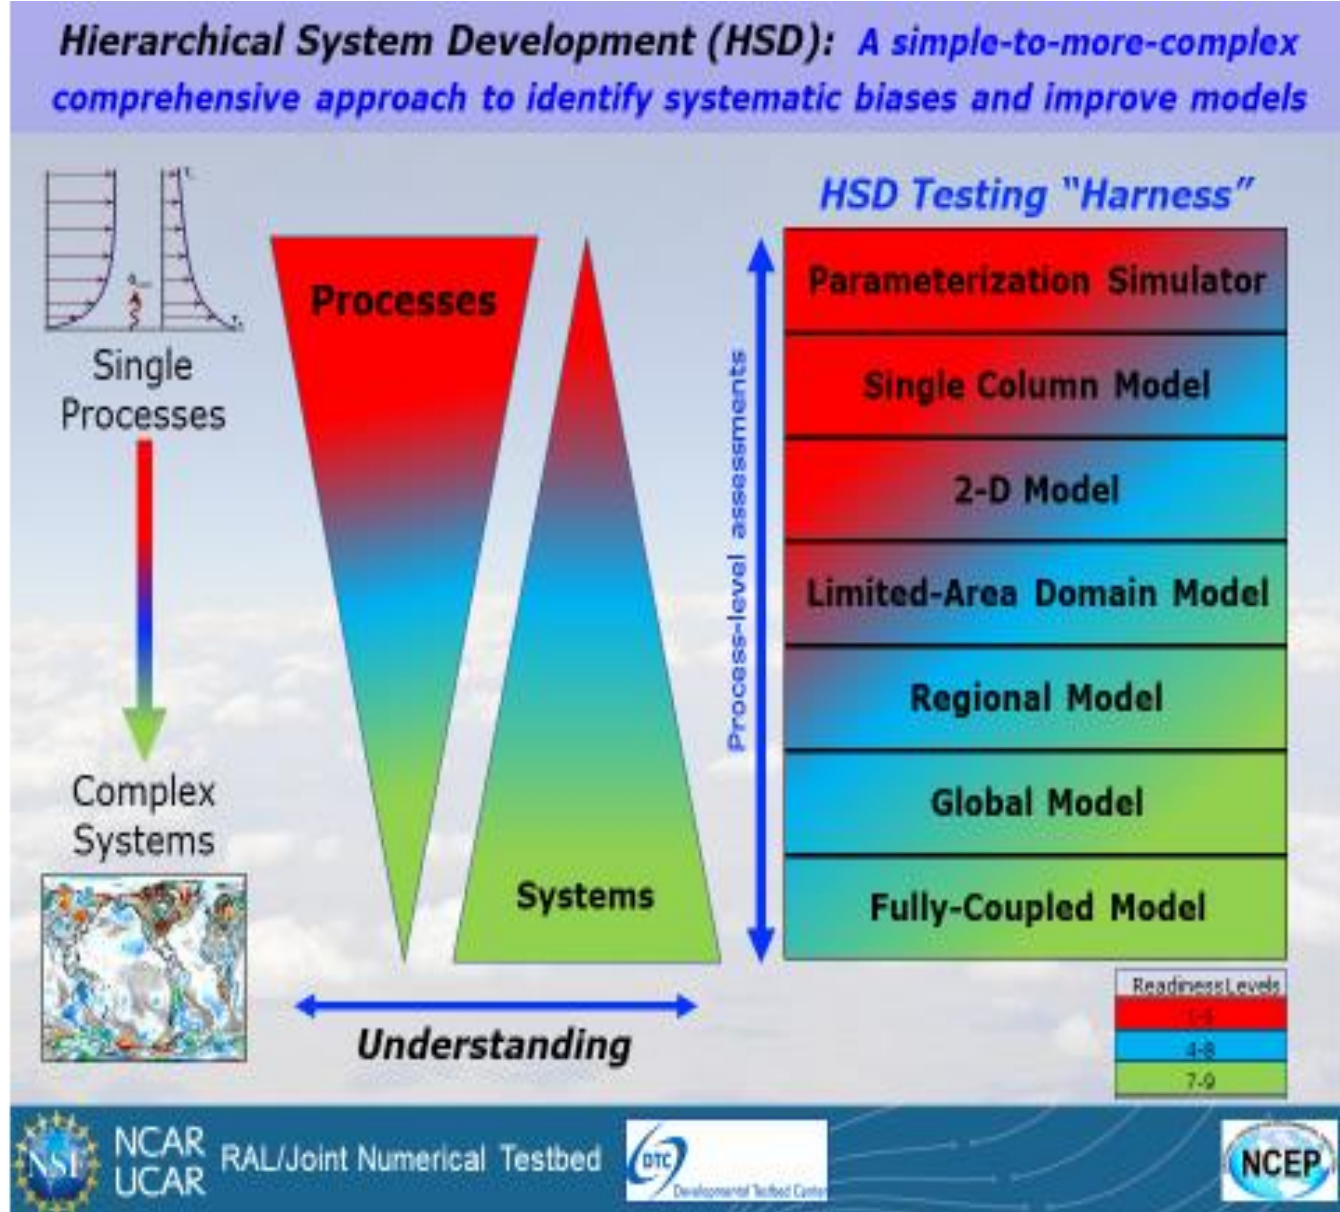 Hierarchical System Development (HSD): A simple-to-more-complex
comprehensive approach to identify systematic biases and improve models
Single
Processes
Complex
Systems
Processes
Systems
Understanding
Process-level assessments
HSD Testing “Harness”
Parameterization Simulator
Single Column Model
2-D Model
Limited-Area Domain Model
Regional Model
Global Model
Fully-Coupled Model
Readiness Levels
4-8
7-9
NSF
NCAR
UCAR
RAL/Joint Numerical Testbed
DTC
Developmental Testbed Center
NCEP